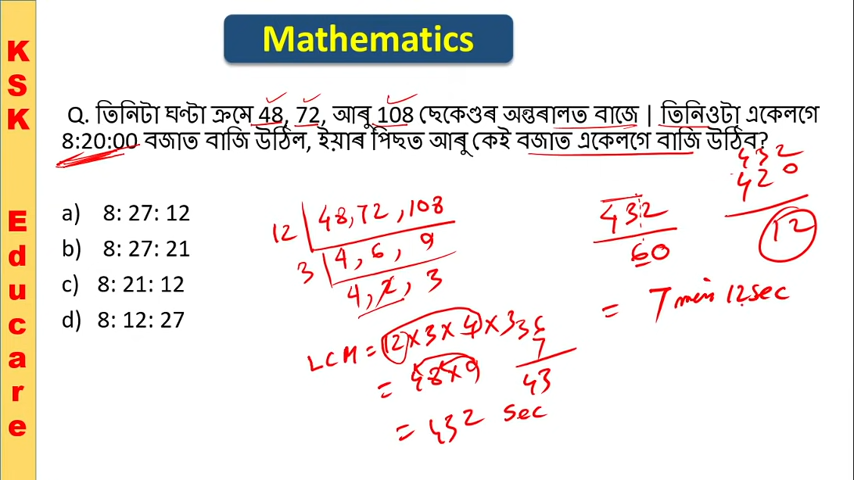 Mathematics
KSK Educare
Q. তিনিটা ঘণ্টা ক্ৰমে 48, 72, আৰু 108 ছেকেণ্ডৰ অন্তৰালত বাজে | তিনিওটা একেলগে
8:20:00 বজাত বাজি উঠিল, ইয়াৰ পিছত আৰু কেই বজাত একেলগে বাজি উঠিব?
a) 8: 27: 12
b) 8: 27: 21
c) 8: 21: 12
d) 8: 12: 27
12 48, 72, 108
3 4, 6, 9
4, 2, 3
LCM = 12 × 3 × 4 × 3
= 48 × 9
= 432 sec
36
7
43
432
60
= 7 min 12 sec
432
420
12